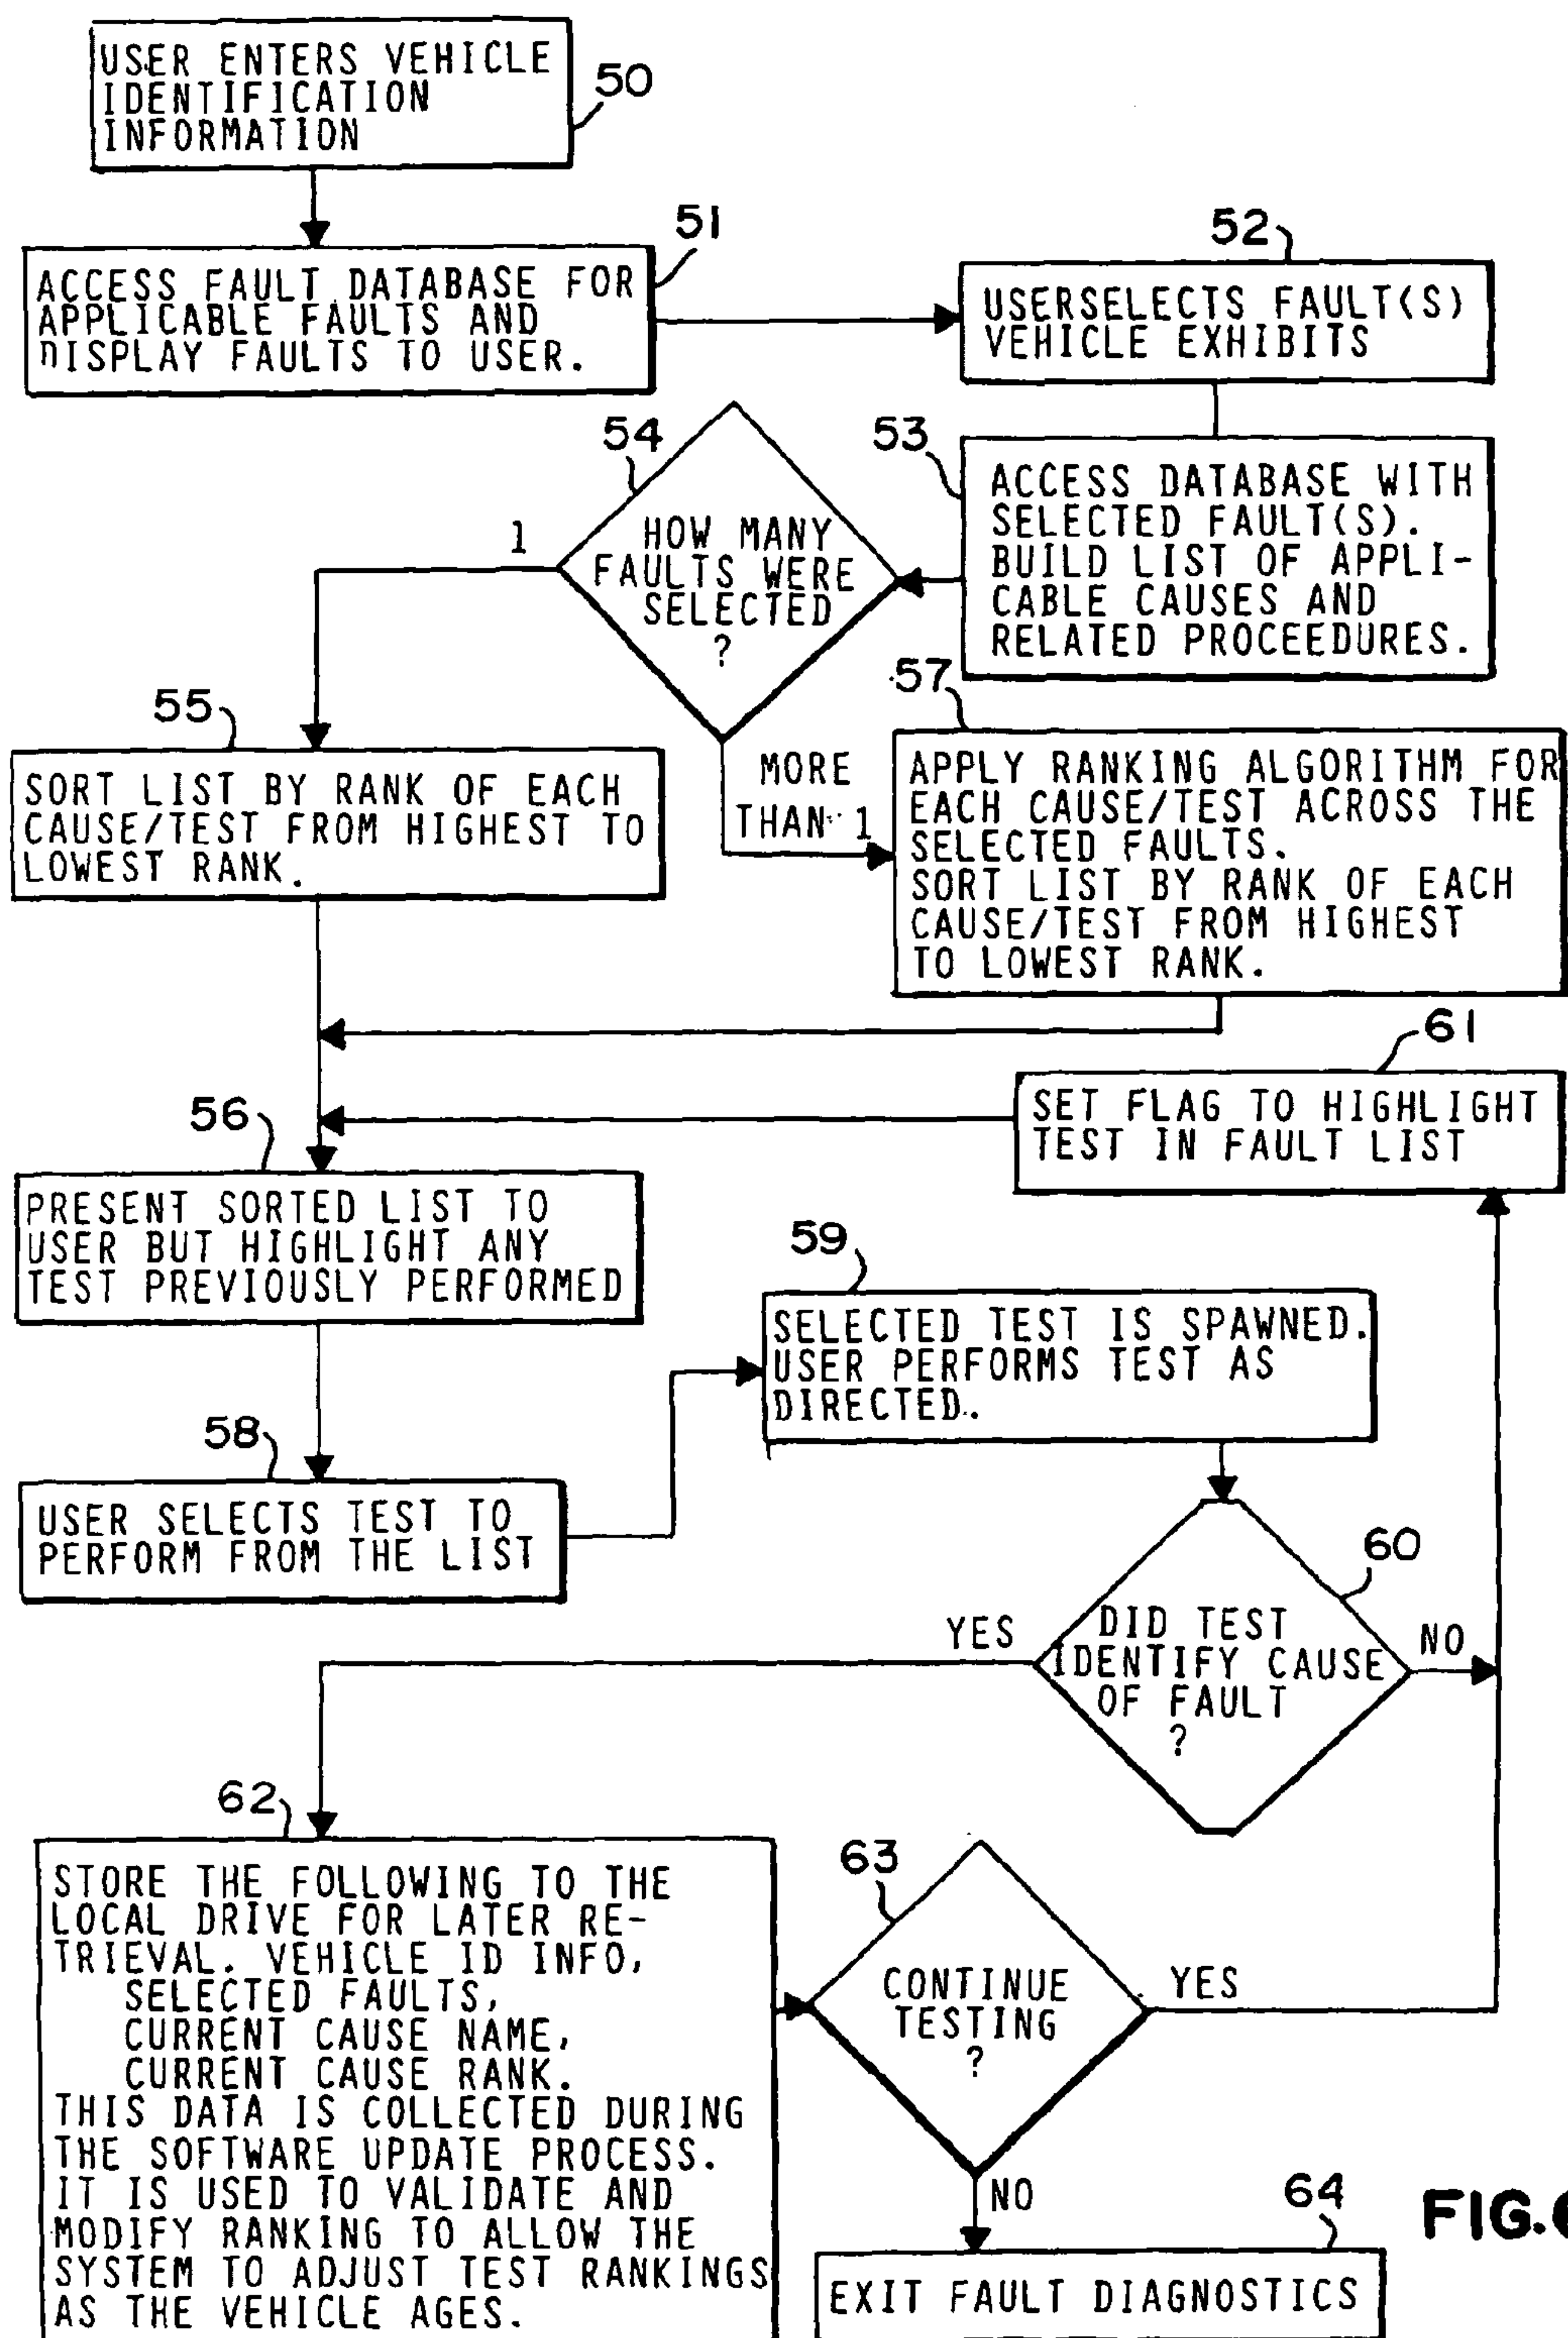 USER ENTERS VEHICLE
IDENTIFICATION
INFORMATION
50
51
ACCESS FAULT DATABASE FOR
APPLICABLE FAULTS AND
DISPLAY FAULTS TO USER.
52
USERSELECTS FAULT(S)
VEHICLE EXHIBITS
53
ACCESS DATABASE WITH
SELECTED FAULT(S).
BUILD LIST OF APPLI-
CABLE CAUSES AND
RELATED PROCEEDURES.
54
HOW MANY
FAULTS WERE
SELECTED
?
1
MORE
THAN 1
55
SORT LIST BY RANK OF EACH
CAUSE/TEST FROM HIGHEST TO
LOWEST RANK.
57
APPLY RANKING ALGORITHM FOR
EACH CAUSE/TEST ACROSS THE
SELECTED FAULTS.
SORT LIST BY RANK OF EACH
CAUSE/TEST FROM HIGHEST
TO LOWEST RANK.
61
SET FLAG TO HIGHLIGHT
TEST IN FAULT LIST
56
PRESENT SORTED LIST TO
USER BUT HIGHLIGHT ANY
TEST PREVIOUSLY PERFORMED
58
USER SELECTS TEST TO
PERFORM FROM THE LIST
59
SELECTED TEST IS SPAWNED.
USER PERFORMS TEST AS
DIRECTED.
60
DID TEST
IDENTIFY CAUSE
OF FAULT
?
YES
NO
62
STORE THE FOLLOWING TO THE
LOCAL DRIVE FOR LATER RE-
TRIEVAL. VEHICLE ID INFO,
SELECTED FAULTS,
CURRENT CAUSE NAME,
CURRENT CAUSE RANK.
THIS DATA IS COLLECTED DURING
THE SOFTWARE UPDATE PROCESS.
IT IS USED TO VALIDATE AND
MODIFY RANKING TO ALLOW THE
SYSTEM TO ADJUST TEST RANKINGS
AS THE VEHICLE AGES.
63
CONTINUE
TESTING
?
YES
NO
64
EXIT FAULT DIAGNOSTICS
FIG.6